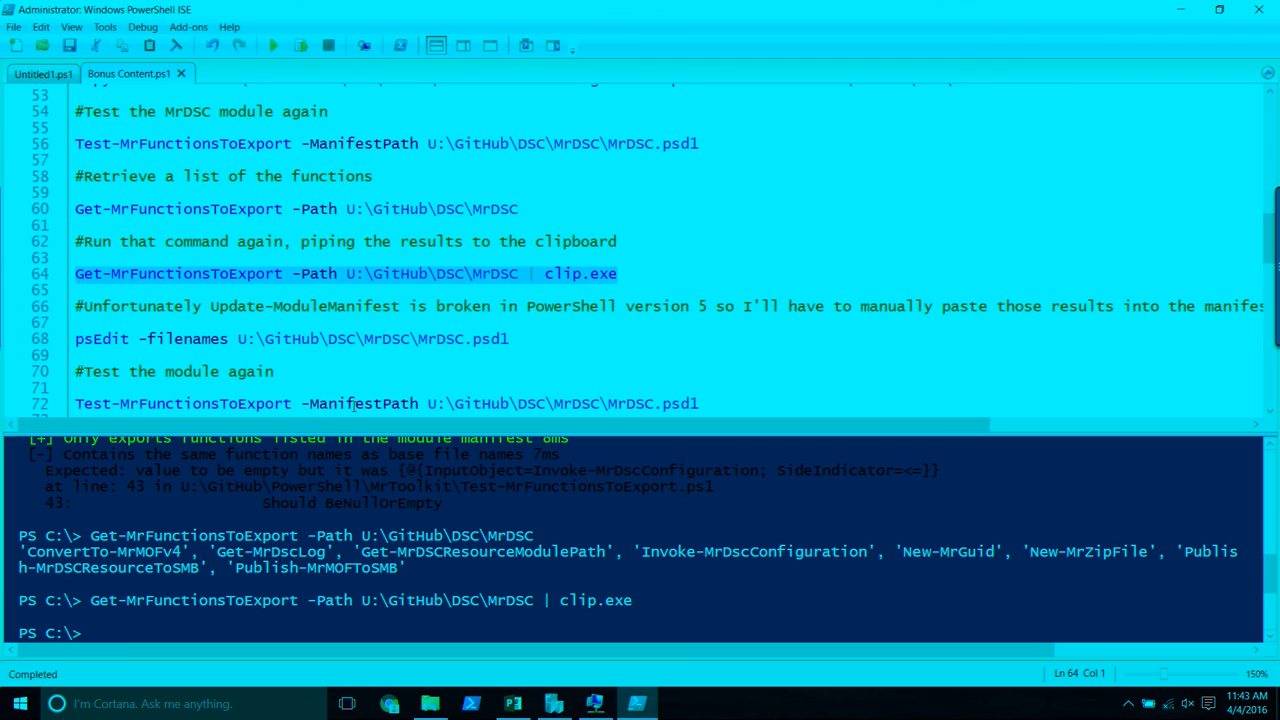 Administrator: Windows PowerShell ISE
File Edit View Tools Debug Add-ons Help
Untitled1.ps1 Bonus Content.ps1
53
54 #Test the MrDSC module again
55
56 Test-MrFunctionsToExport -ManifestPath U:\GitHub\DSC\MrDSC\MrDSC.psd1
57
58 #Retrieve a list of the functions
59
60 Get-MrFunctionsToExport -Path U:\GitHub\DSC\MrDSC
61
62 #Run that command again, piping the results to the clipboard
63
64 Get-MrFunctionsToExport -Path U:\GitHub\DSC\MrDSC | clip.exe
65
66 #Unfortunately Update-ModuleManifest is broken in PowerShell version 5 so I'll have to manually paste those results into the manifes
67
68 psEdit -filenames U:\GitHub\DSC\MrDSC\MrDSC.psd1
69
70 #Test the module again
71
72 Test-MrFunctionsToExport -ManifestPath U:\GitHub\DSC\MrDSC\MrDSC.psd1
[+] Only exports functions listed in the module manifest 8ms
[-] Contains the same function names as base file names 7ms
Expected: value to be empty but it was {@{InputObject=Invoke-MrDscConfiguration; SideIndicator=<=}}
at line: 43 in U:\GitHub\PowerShell\MrToolkit\Test-MrFunctionsToExport.ps1
43: Should BeNullOrEmpty
PS C:\> Get-MrFunctionsToExport -Path U:\GitHub\DSC\MrDSC
'ConvertTo-MrMOFv4', 'Get-MrDscLog', 'Get-MrDSCResourceModulePath', 'Invoke-MrDscConfiguration', 'New-MrGuid', 'New-MrZipFile', 'Publis
h-MrDSCResourceToSMB', 'Publish-MrMOFToSMB'
PS C:\> Get-MrFunctionsToExport -Path U:\GitHub\DSC\MrDSC | clip.exe
PS C:\>
Completed Ln 64 Col 1 150%
I'm Cortana. Ask me anything. 11:43 AM
4/4/2016